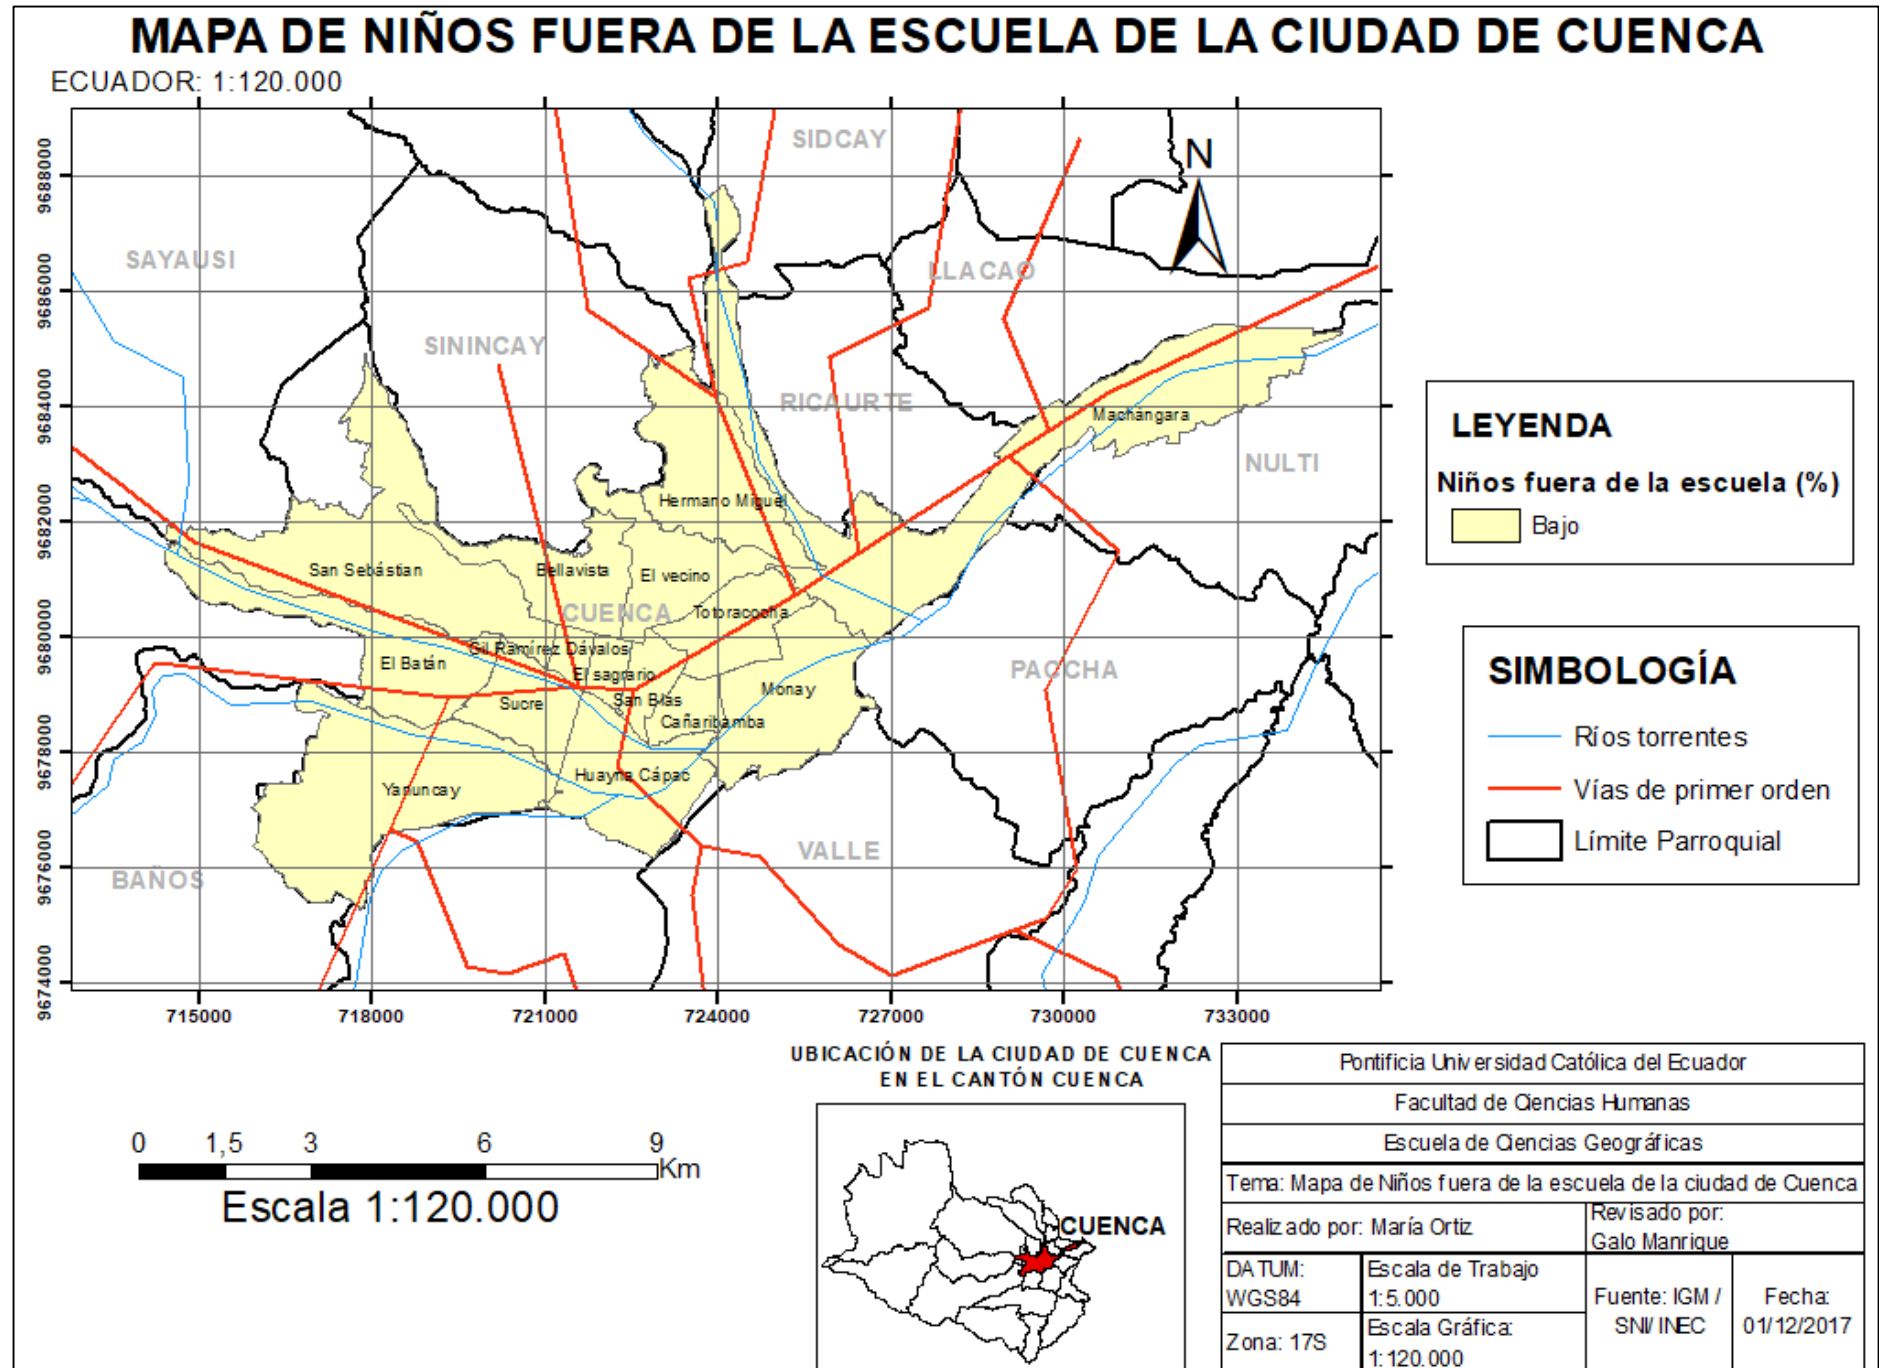 MAPA DE NIÑOS FUERA DE LA ESCUELA DE LA CIUDAD DE CUENCA
ECUADOR: 1:120.000
9688000
9686000
9684000
9682000
9680000
9678000
9676000
9674000
SIDCAY
N
SAYAUSI
LLACAO
SININCAY
RICAURTE
Machángara
NULTI
Hermano Miguel
San Sebástian
Bellavista
El vecino
CUENCA
Totoracocha
Gil Ramírez Dávalos
El Batán
El sagrario
PACCHA
Monay
Sucre
San Blas
Cañaribamba
Huayna Cápac
Yanuncay
VALLE
BAÑOS
715000
718000
721000
724000
727000
730000
733000
LEYENDA
Niños fuera de la escuela (%)
Bajo
SIMBOLOGÍA
Ríos torrentes
Vías de primer orden
Límite Parroquial
0 1,5 3 6 9
Km
Escala 1:120.000
UBICACIÓN DE LA CIUDAD DE CUENCA
EN EL CANTÓN CUENCA
CUENCA
Pontificia Universidad Católica del Ecuador
Facultad de Ciencias Humanas
Escuela de Ciencias Geográficas
Tema: Mapa de Niños fuera de la escuela de la ciudad de Cuenca
Realizado por: María Ortiz
Revisado por:
Galo Manrique
DATUM:
WGS84
Escala de Trabajo
1:5.000
Fuente: IGM /
SNI/ INEC
Fecha:
01/12/2017
Zona: 17S
Escala Gráfica:
1:120.000